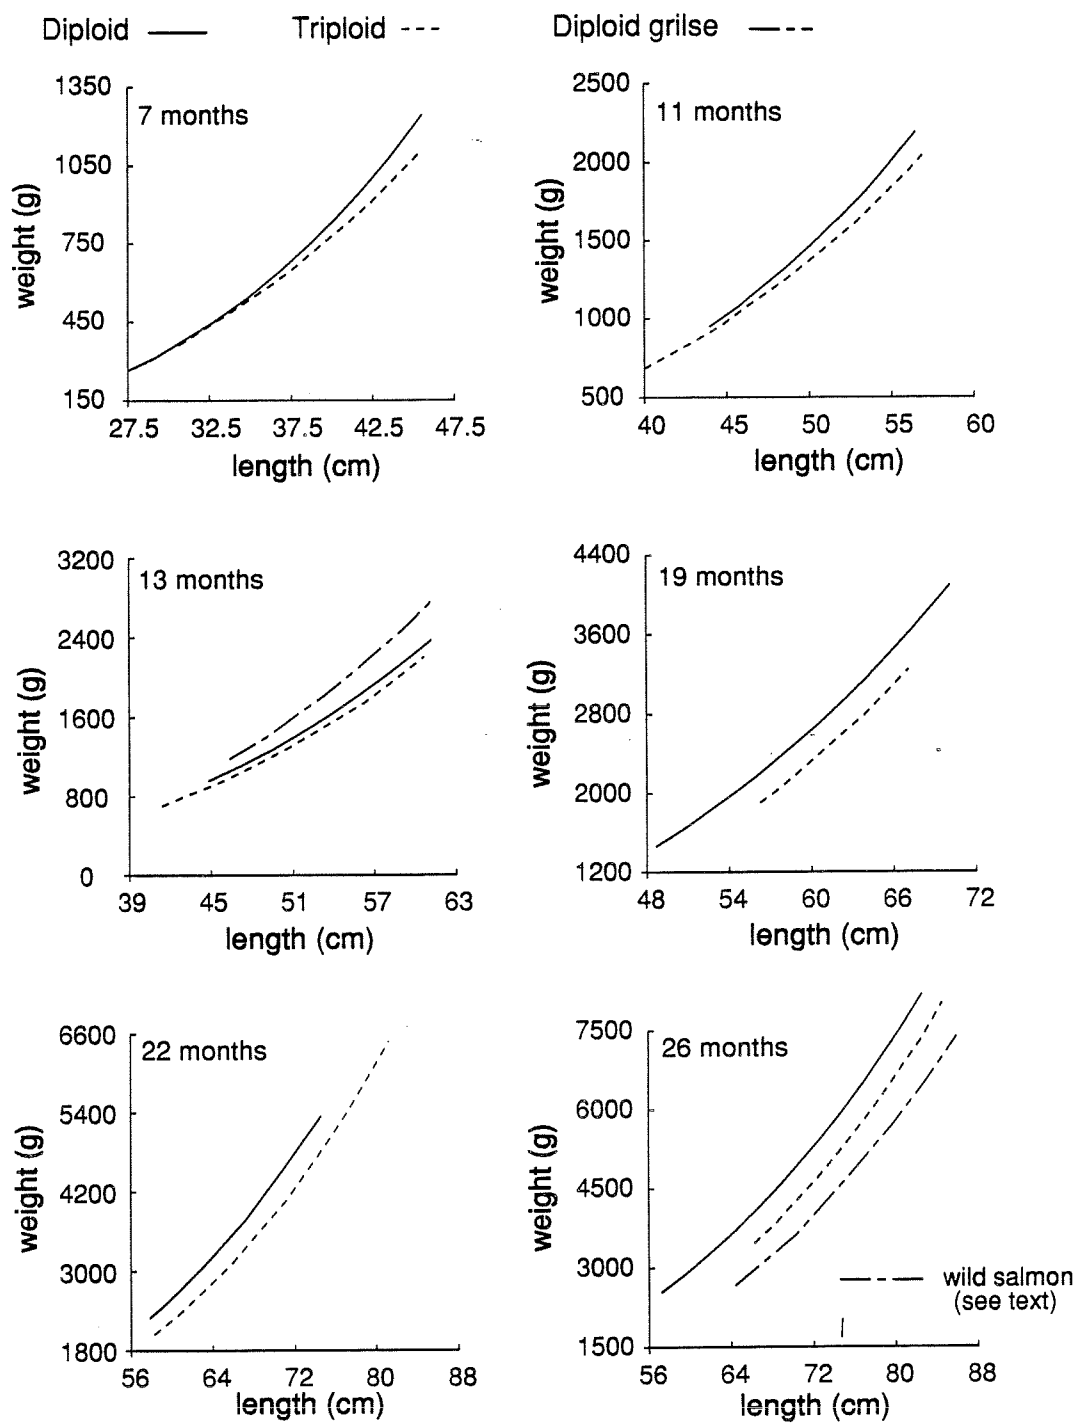 Diploid Triploid Diploid grilse
1350
7 months
1050
750
450
150
27.5 32.5 37.5 42.5 47.5
weight (g)
length (cm)
2500
11 months
2000
1500
1000
500
40 45 50 55 60
weight (g)
length (cm)
3200
13 months
2400
1600
800
0
39 45 51 57 63
weight (g)
length (cm)
4400
19 months
3600
2800
2000
1200
48 54 60 66 72
weight (g)
length (cm)
6600
22 months
5400
4200
3000
1800
56 64 72 80 88
weight (g)
length (cm)
7500
26 months
6000
4500
3000
1500
56 64 72 80 88
weight (g)
length (cm)
wild salmon
(see text)